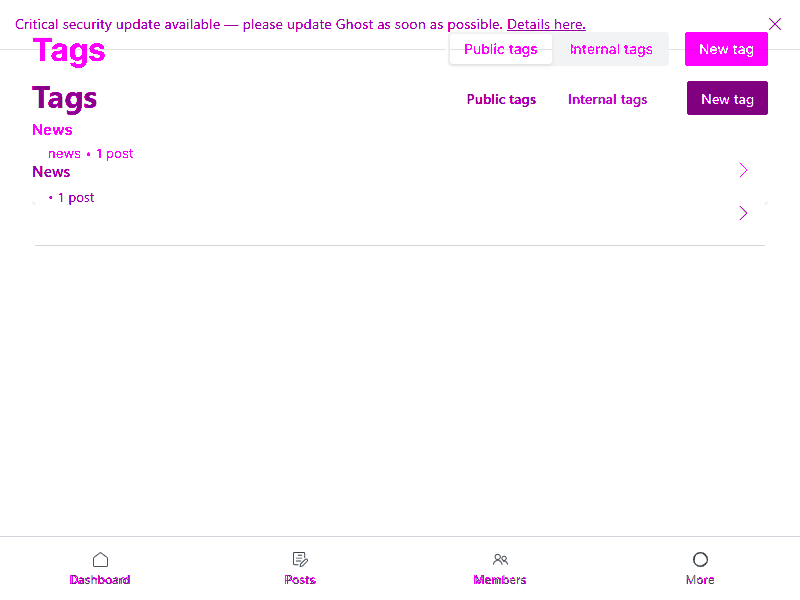 Critical security update available — please update Ghost as soon as possible. Details here.
Tags Public tags Internal tags New tag
Tags Public tags Internal tags New tag
News
news • 1 post
News
• 1 post
Dashboard Posts Members More